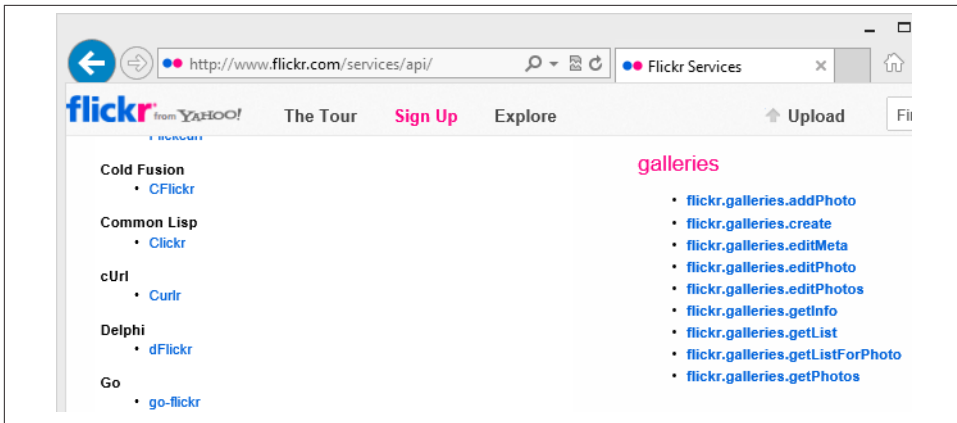 http://www.flickr.com/services/api/
Flickr Services
flickr from YAHOO!
The Tour
Sign Up
Explore
Upload
Flickcurl
Cold Fusion
• CFlickr
Common Lisp
• Clickr
cUrl
• Curlr
Delphi
• dFlickr
Go
• go-flickr
galleries
• flickr.galleries.addPhoto
• flickr.galleries.create
• flickr.galleries.editMeta
• flickr.galleries.editPhoto
• flickr.galleries.editPhotos
• flickr.galleries.getInfo
• flickr.galleries.getList
• flickr.galleries.getListForPhoto
• flickr.galleries.getPhotos